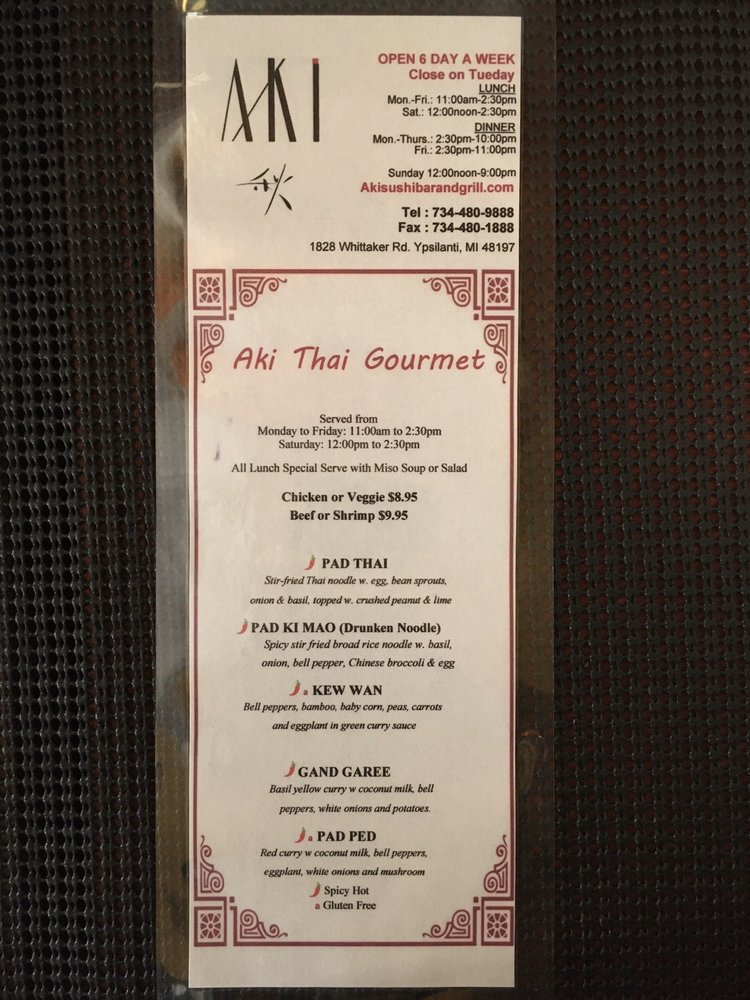 AKI
秋
OPEN 6 DAY A WEEK
Close on Tueday
LUNCH
Mon.-Fri.: 11:00am-2:30pm
Sat.: 12:00noon-2:30pm
DINNER
Mon.-Thurs.: 2:30pm-10:00pm
Fri.: 2:30pm-11:00pm
Sunday 12:00noon-9:00pm
Akisushibarandgrill.com
Tel : 734-480-9888
Fax : 734-480-1888
1828 Whittaker Rd. Ypsilanti, MI 48197
Aki Thai Gourmet
Served from
Monday to Friday: 11:00am to 2:30pm
Saturday: 12:00pm to 2:30pm
All Lunch Special Serve with Miso Soup or Salad
Chicken or Veggie $8.95
Beef or Shrimp $9.95
PAD THAI
Stir-fried Thai noodle w. egg, bean sprouts,
onion & basil, topped w. crushed peanut & lime
PAD KI MAO (Drunken Noodle)
Spicy stir fried broad rice noodle w. basil,
onion, bell pepper, Chinese broccoli & egg
a KEW WAN
Bell peppers, bamboo, baby corn, peas, carrots
and eggplant in green curry sauce
GAND GAREE
Basil yellow curry w coconut milk, bell
peppers, white onions and potatoes.
a PAD PED
Red curry w coconut milk, bell peppers,
eggplant, white onions and mushroom
Spicy Hot
a Gluten Free